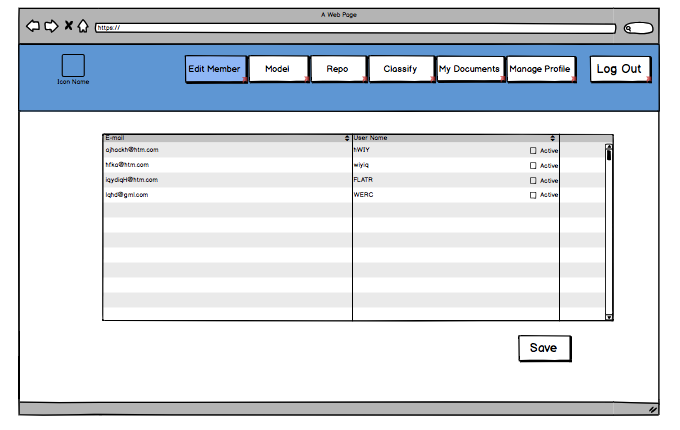 A Web Page
https://
Icon Name
Edit Member Model Repo Classify My Documents Manage Profile Log Out
E-mail User Name
ajhackh@htm.com hWIY Active
hfka@htm.com wiyiq Active
iqydiqH@htm.com FLATR Active
lqhd@gml.com WERC Active
Save